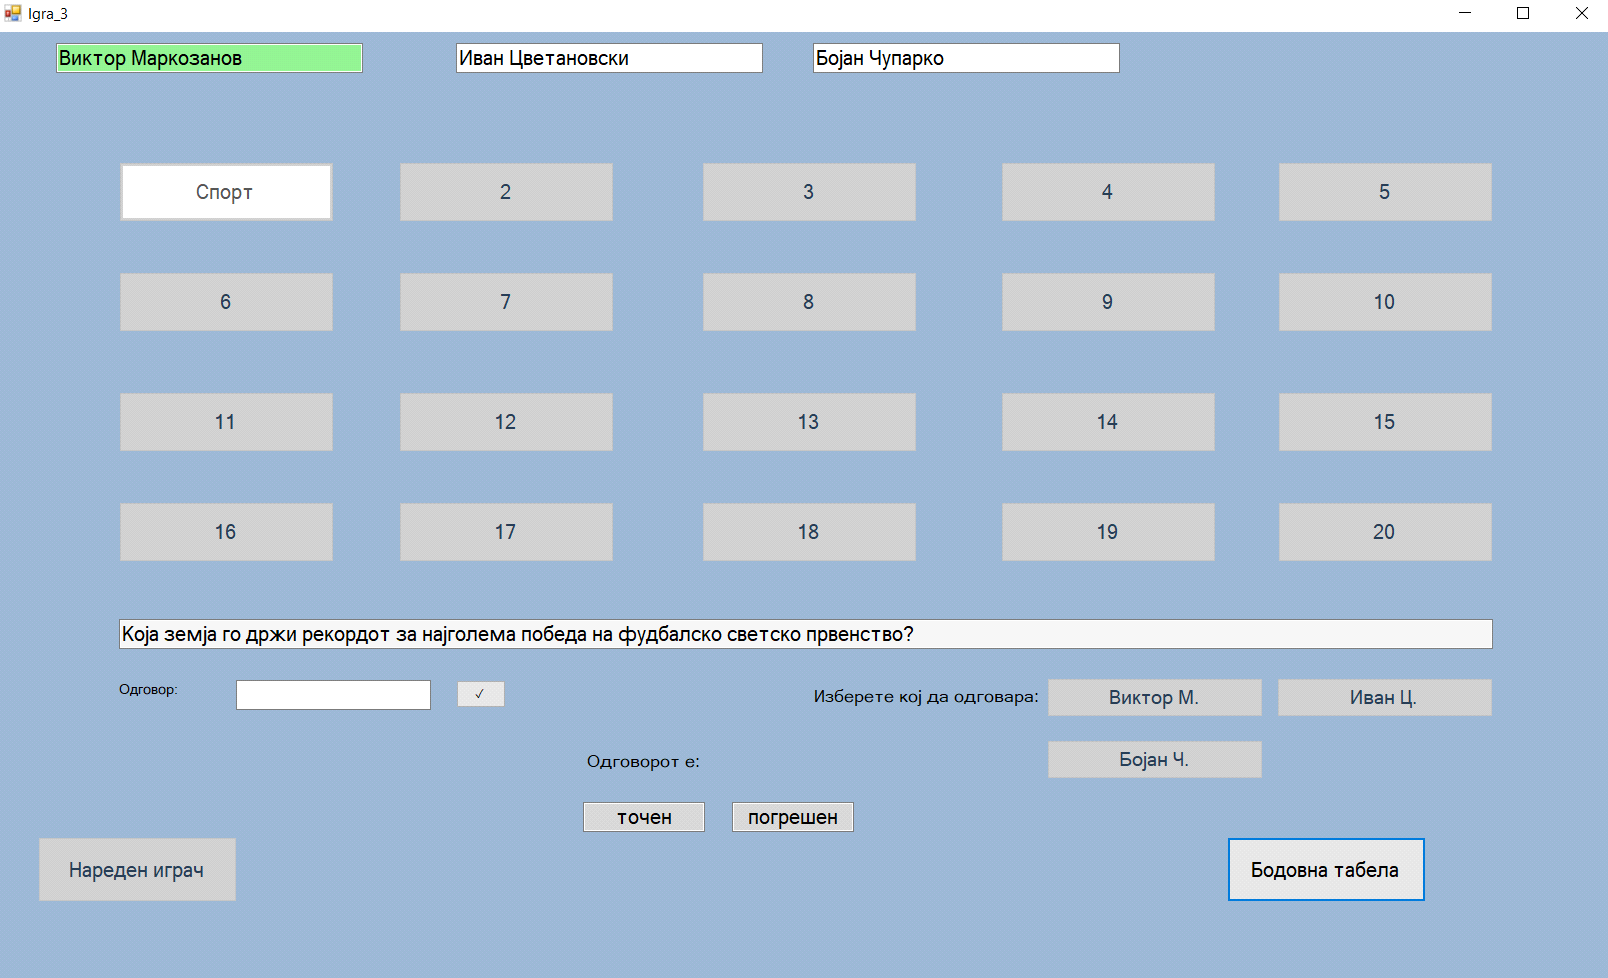 Igra_3
Виктор Маркозанов Иван Цветановски Бојан Чупарко
Спорт 2 3 4 5
6 7 8 9 10
11 12 13 14 15
16 17 18 19 20
Која земја го држи рекордот за најголема победа на фудбалско светско првенство?
Одговор: ✓ Изберете кој да одговара: Виктор М. Иван Ц.
Одговорот е: Бојан Ч.
точен погрешен
Нареден играч Бодовна табела